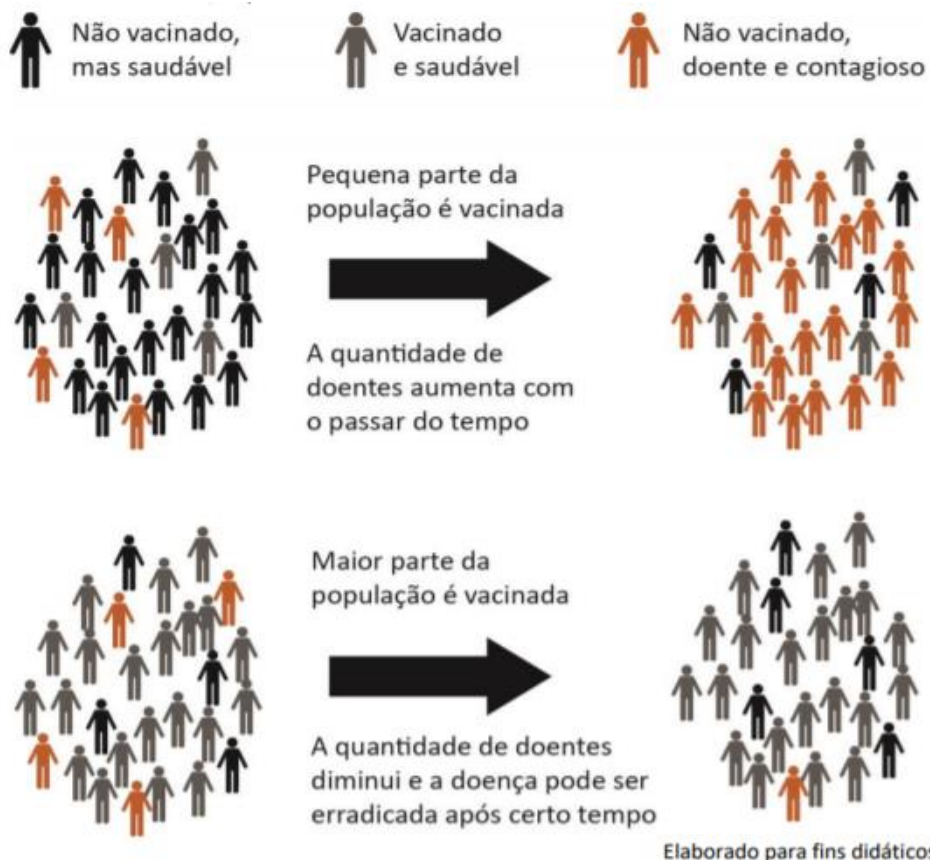 Não vacinado,
mas saudável
Vacinado
e saudável
Não vacinado,
doente e contagioso
Pequena parte da
população é vacinada
A quantidade de
doentes aumenta com
o passar do tempo
Maior parte da
população é vacinada
A quantidade de doentes
diminui e a doença pode ser
erradicada após certo tempo
Elaborado para fins didáticos